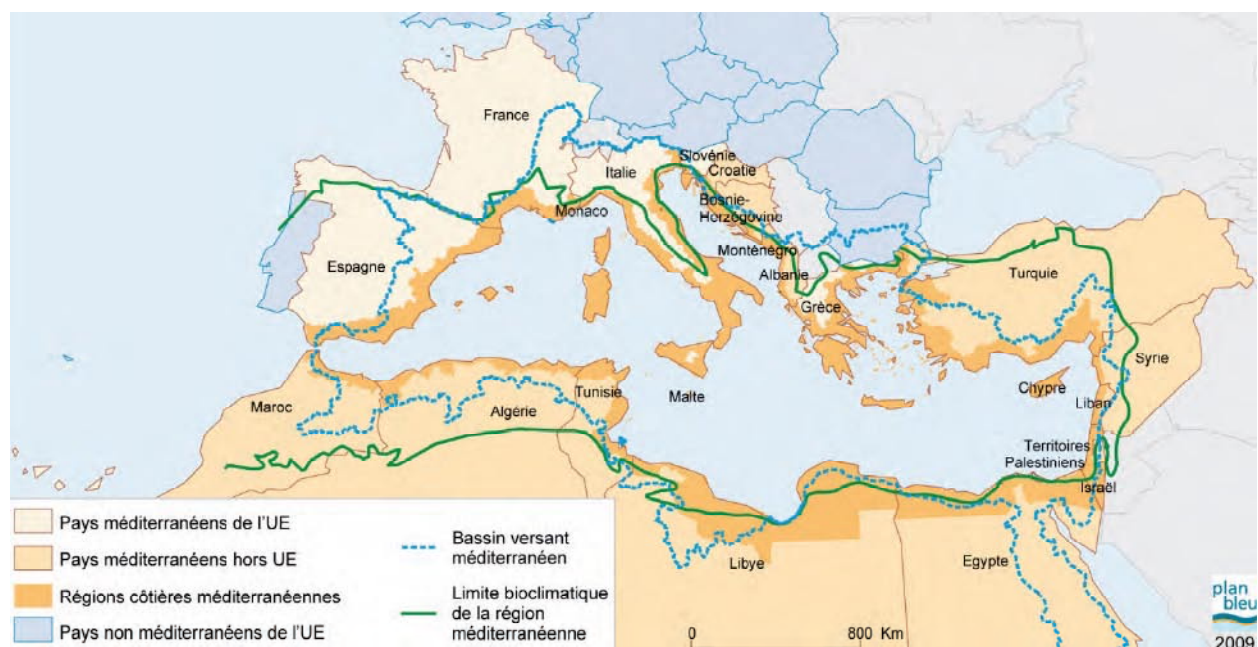 France
Slovénie
Croatie
Italie
Bosnie-
Herzégovine
Monaco
Monténégro
Espagne
Albanie
Turquie
Grèce
Syrie
Chypre
Tunisie
Malte
Liban
Maroc
Algérie
Territoires
Palestiniens
Israël
Libye
Egypte
Pays méditerranéens de l'UE
Pays méditerranéens hors UE
Régions côtières méditerranéennes
Pays non méditerranéens de l'UE
Bassin versant
méditerranéen
Limite bioclimatique
de la région
méditerranéenne
0 800 Km
plan
bleu
2009